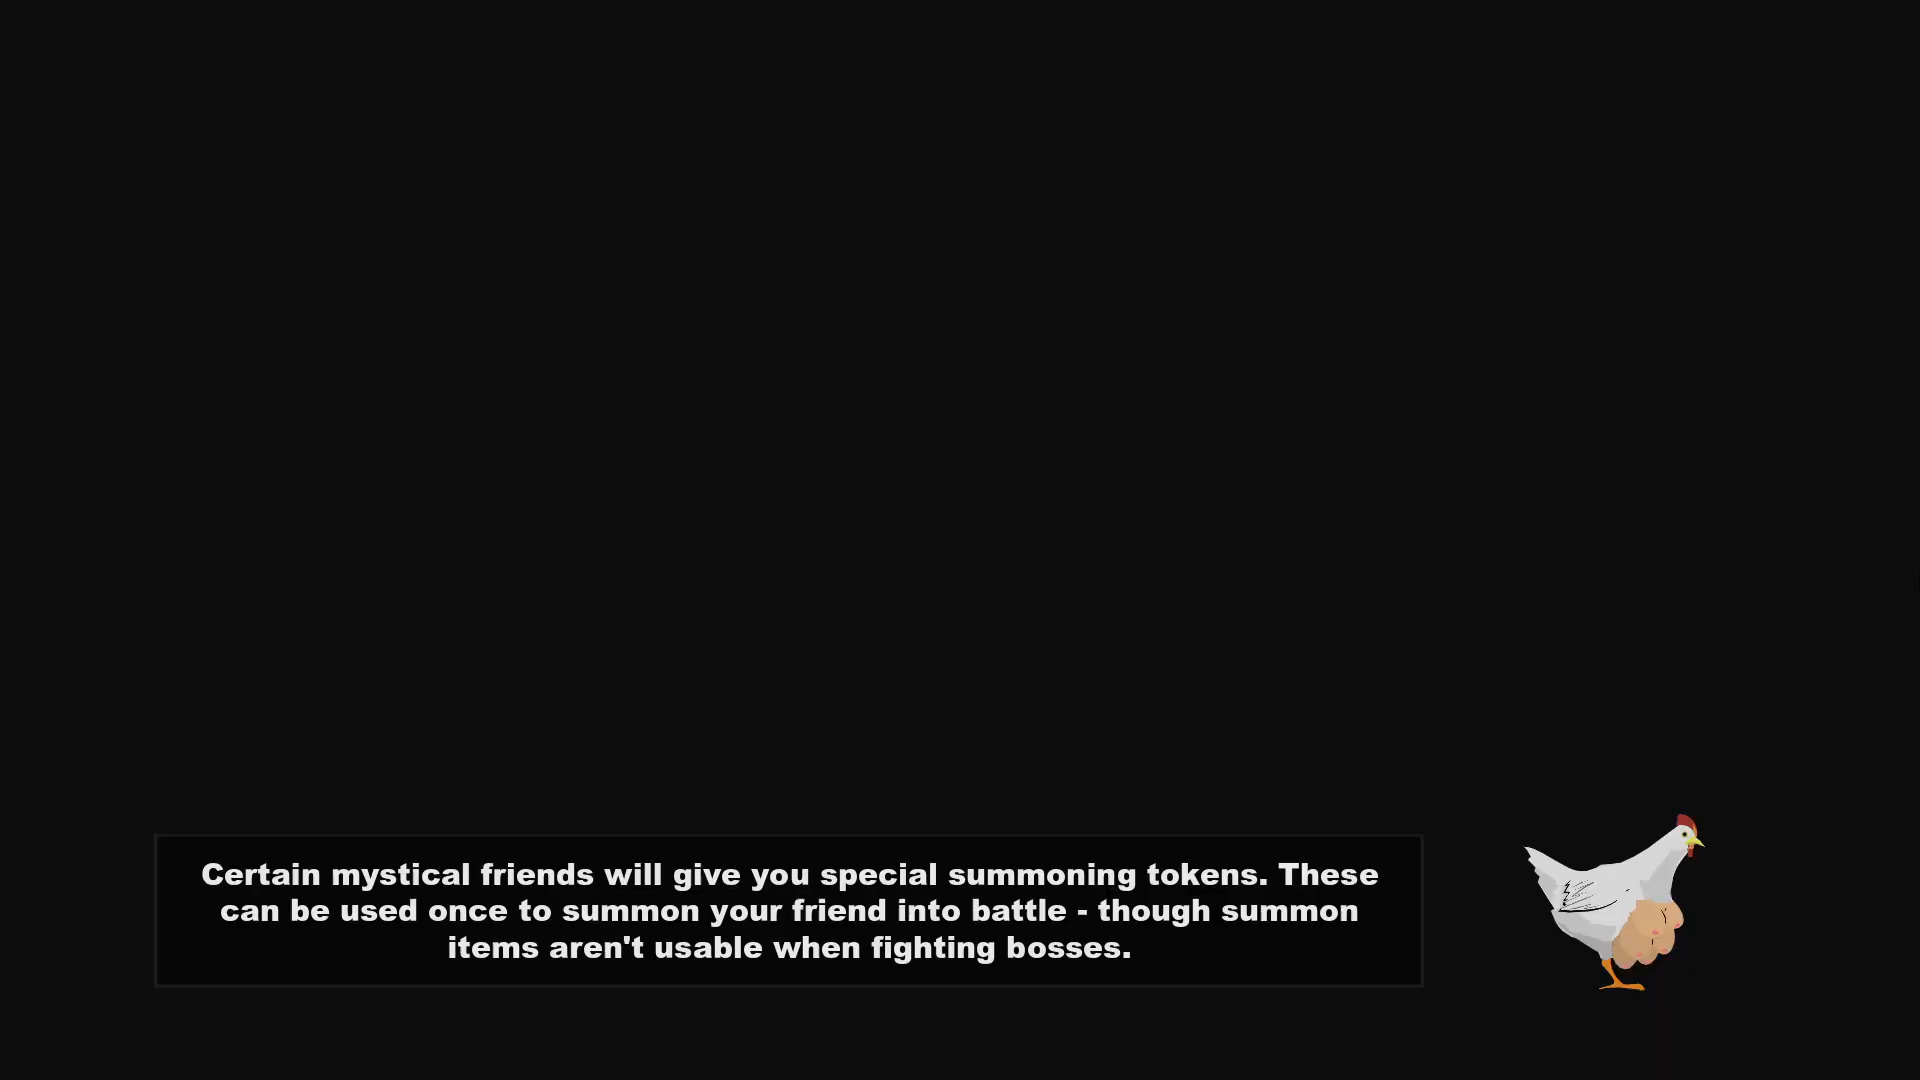 Certain mystical friends will give you special summoning tokens. These
can be used once to summon your friend into battle - though summon
items aren't usable when fighting bosses.